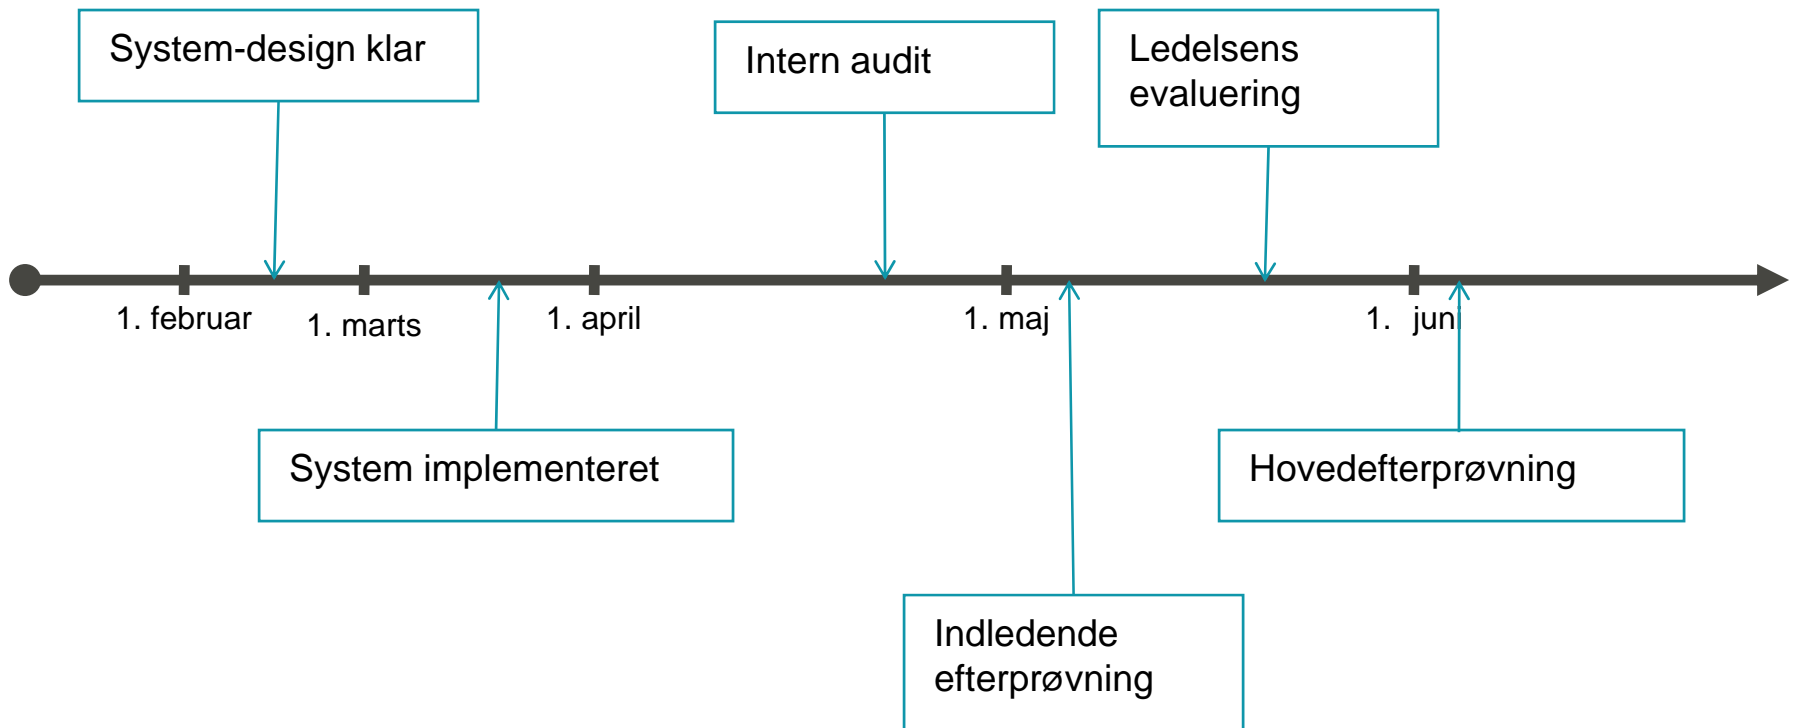 System-design klar
Intern audit
Ledelsens
evaluering
1. februar
1. marts
1. april
1. maj
1. juni
System implementeret
Hovedefterprøvning
Indledende
efterprøvning